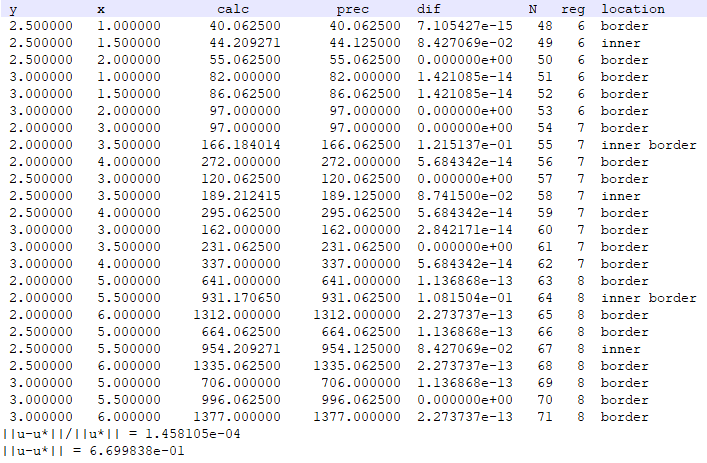 y x calc prec dif N reg location
2.500000 1.000000 40.062500 40.062500 7.105427e-15 48 6 border
2.500000 1.500000 44.209271 44.125000 8.427069e-02 49 6 inner
2.500000 2.000000 55.062500 55.062500 0.000000e+00 50 6 border
3.000000 1.000000 82.000000 82.000000 1.421085e-14 51 6 border
3.000000 1.500000 86.062500 86.062500 1.421085e-14 52 6 border
3.000000 2.000000 97.000000 97.000000 0.000000e+00 53 6 border
2.000000 3.000000 97.000000 97.000000 0.000000e+00 54 7 border
2.000000 3.500000 166.184014 166.062500 1.215137e-01 55 7 inner border
2.000000 4.000000 272.000000 272.000000 5.684342e-14 56 7 border
2.500000 3.000000 120.062500 120.062500 0.000000e+00 57 7 border
2.500000 3.500000 189.212415 189.125000 8.741500e-02 58 7 inner
2.500000 4.000000 295.062500 295.062500 5.684342e-14 59 7 border
3.000000 3.000000 162.000000 162.000000 2.842171e-14 60 7 border
3.000000 3.500000 231.062500 231.062500 0.000000e+00 61 7 border
3.000000 4.000000 337.000000 337.000000 5.684342e-14 62 7 border
2.000000 5.000000 641.000000 641.000000 1.136868e-13 63 8 border
2.000000 5.500000 931.170650 931.062500 1.081504e-01 64 8 inner border
2.000000 6.000000 1312.000000 1312.000000 2.273737e-13 65 8 border
2.500000 5.000000 664.062500 664.062500 1.136868e-13 66 8 border
2.500000 5.500000 954.209271 954.125000 8.427069e-02 67 8 inner
2.500000 6.000000 1335.062500 1335.062500 2.273737e-13 68 8 border
3.000000 5.000000 706.000000 706.000000 1.136868e-13 69 8 border
3.000000 5.500000 996.062500 996.062500 0.000000e+00 70 8 border
3.000000 6.000000 1377.000000 1377.000000 2.273737e-13 71 8 border
||u-u*||/||u*|| = 1.458105e-04
||u-u*|| = 6.699838e-01